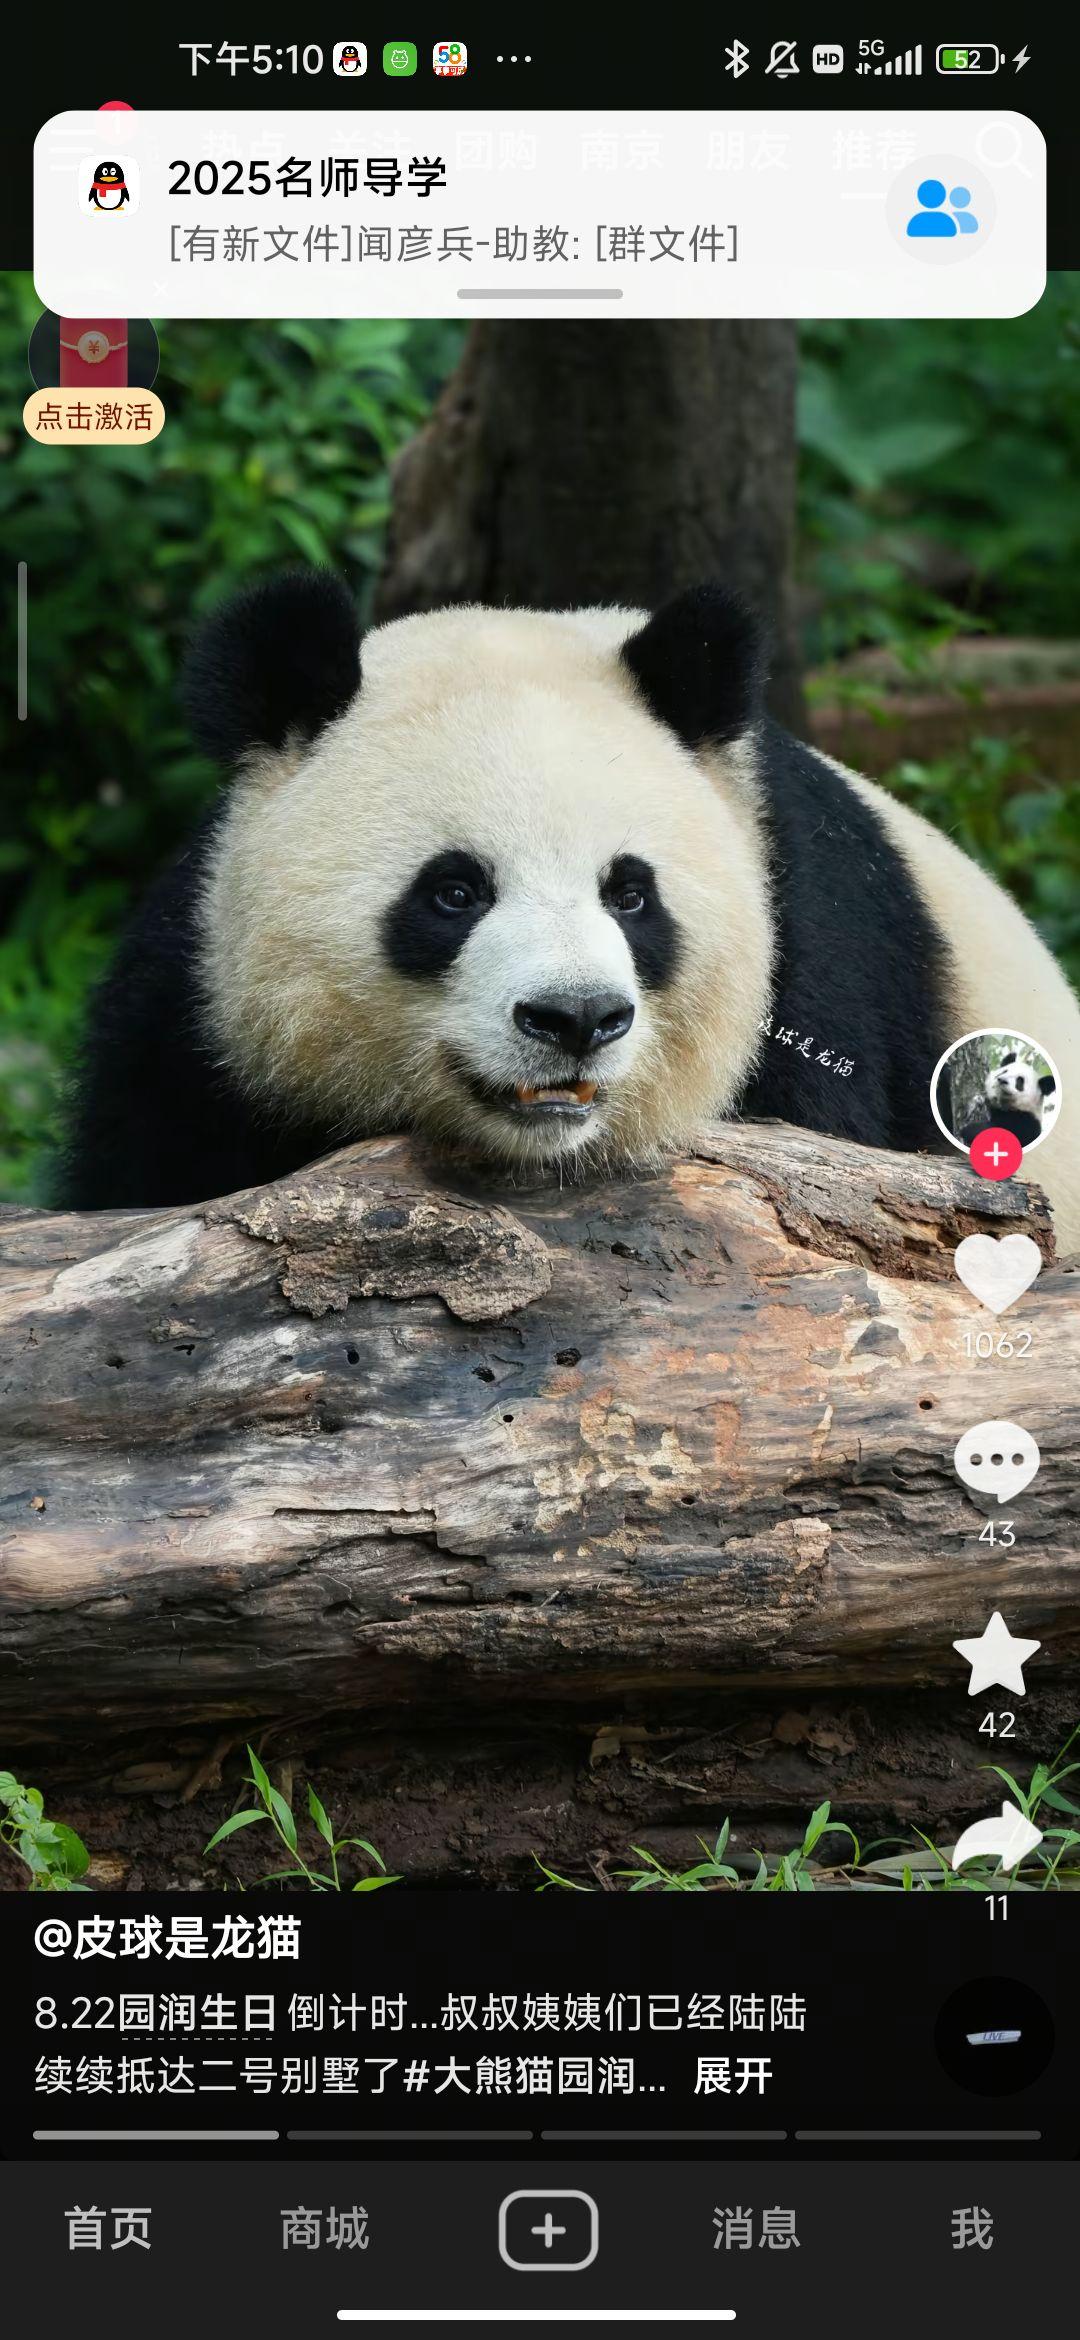 下午5:10
58
HD
5G
52
1
热点 关注 团购 南京 朋友 推荐
2025名师导学
[有新文件]闻彦兵-助教: [群文件]
点击激活
皮球是龙猫
1062
43
42
11
@皮球是龙猫
8.22园润生日 倒计时...叔叔姨姨们已经陆陆
续续抵达二号别墅了#大熊猫园润... 展开
LIVE
首页 商城 消息 我